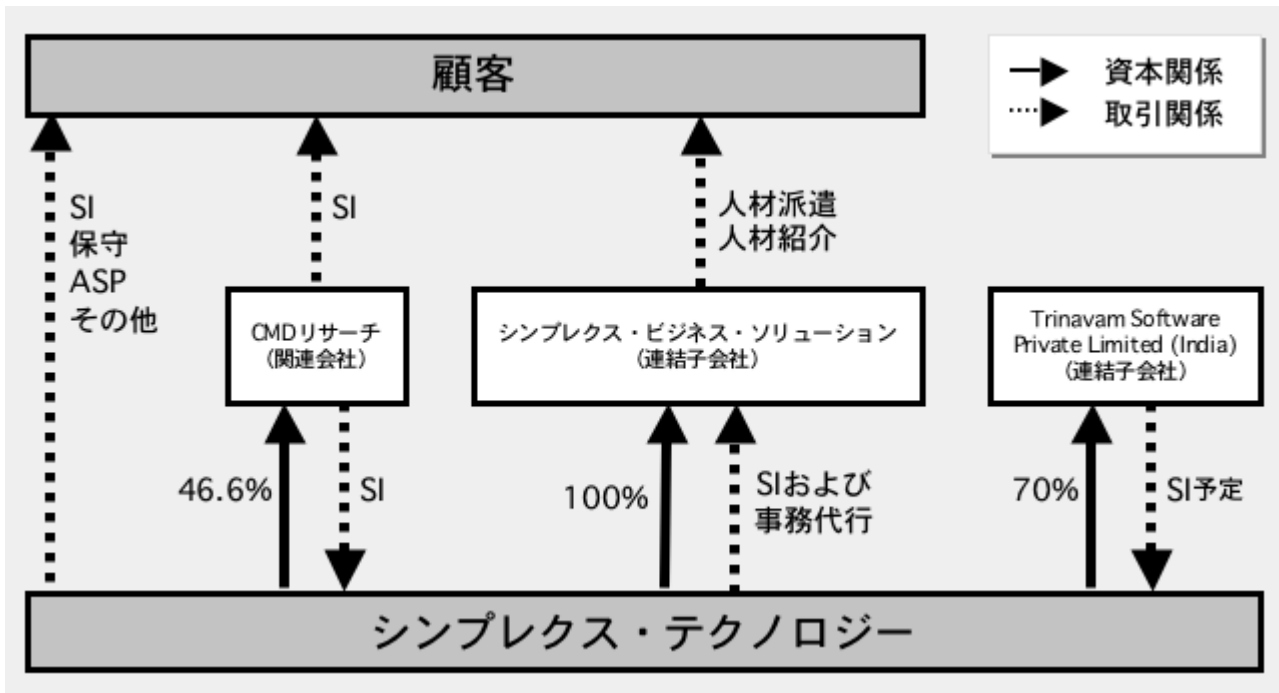 顧客
資本関係
取引関係
SI
保守
ASP
その他
SI
人材派遣
人材紹介
CMDリサーチ
(関連会社)
シンプレクス・ビジネス・ソリューション
(連結子会社)
Trinavam Software
Private Limited (India)
(連結子会社)
46.6%
SI
100%
SIおよび
事務代行
70%
SI予定
シンプレクス・テクノロジー